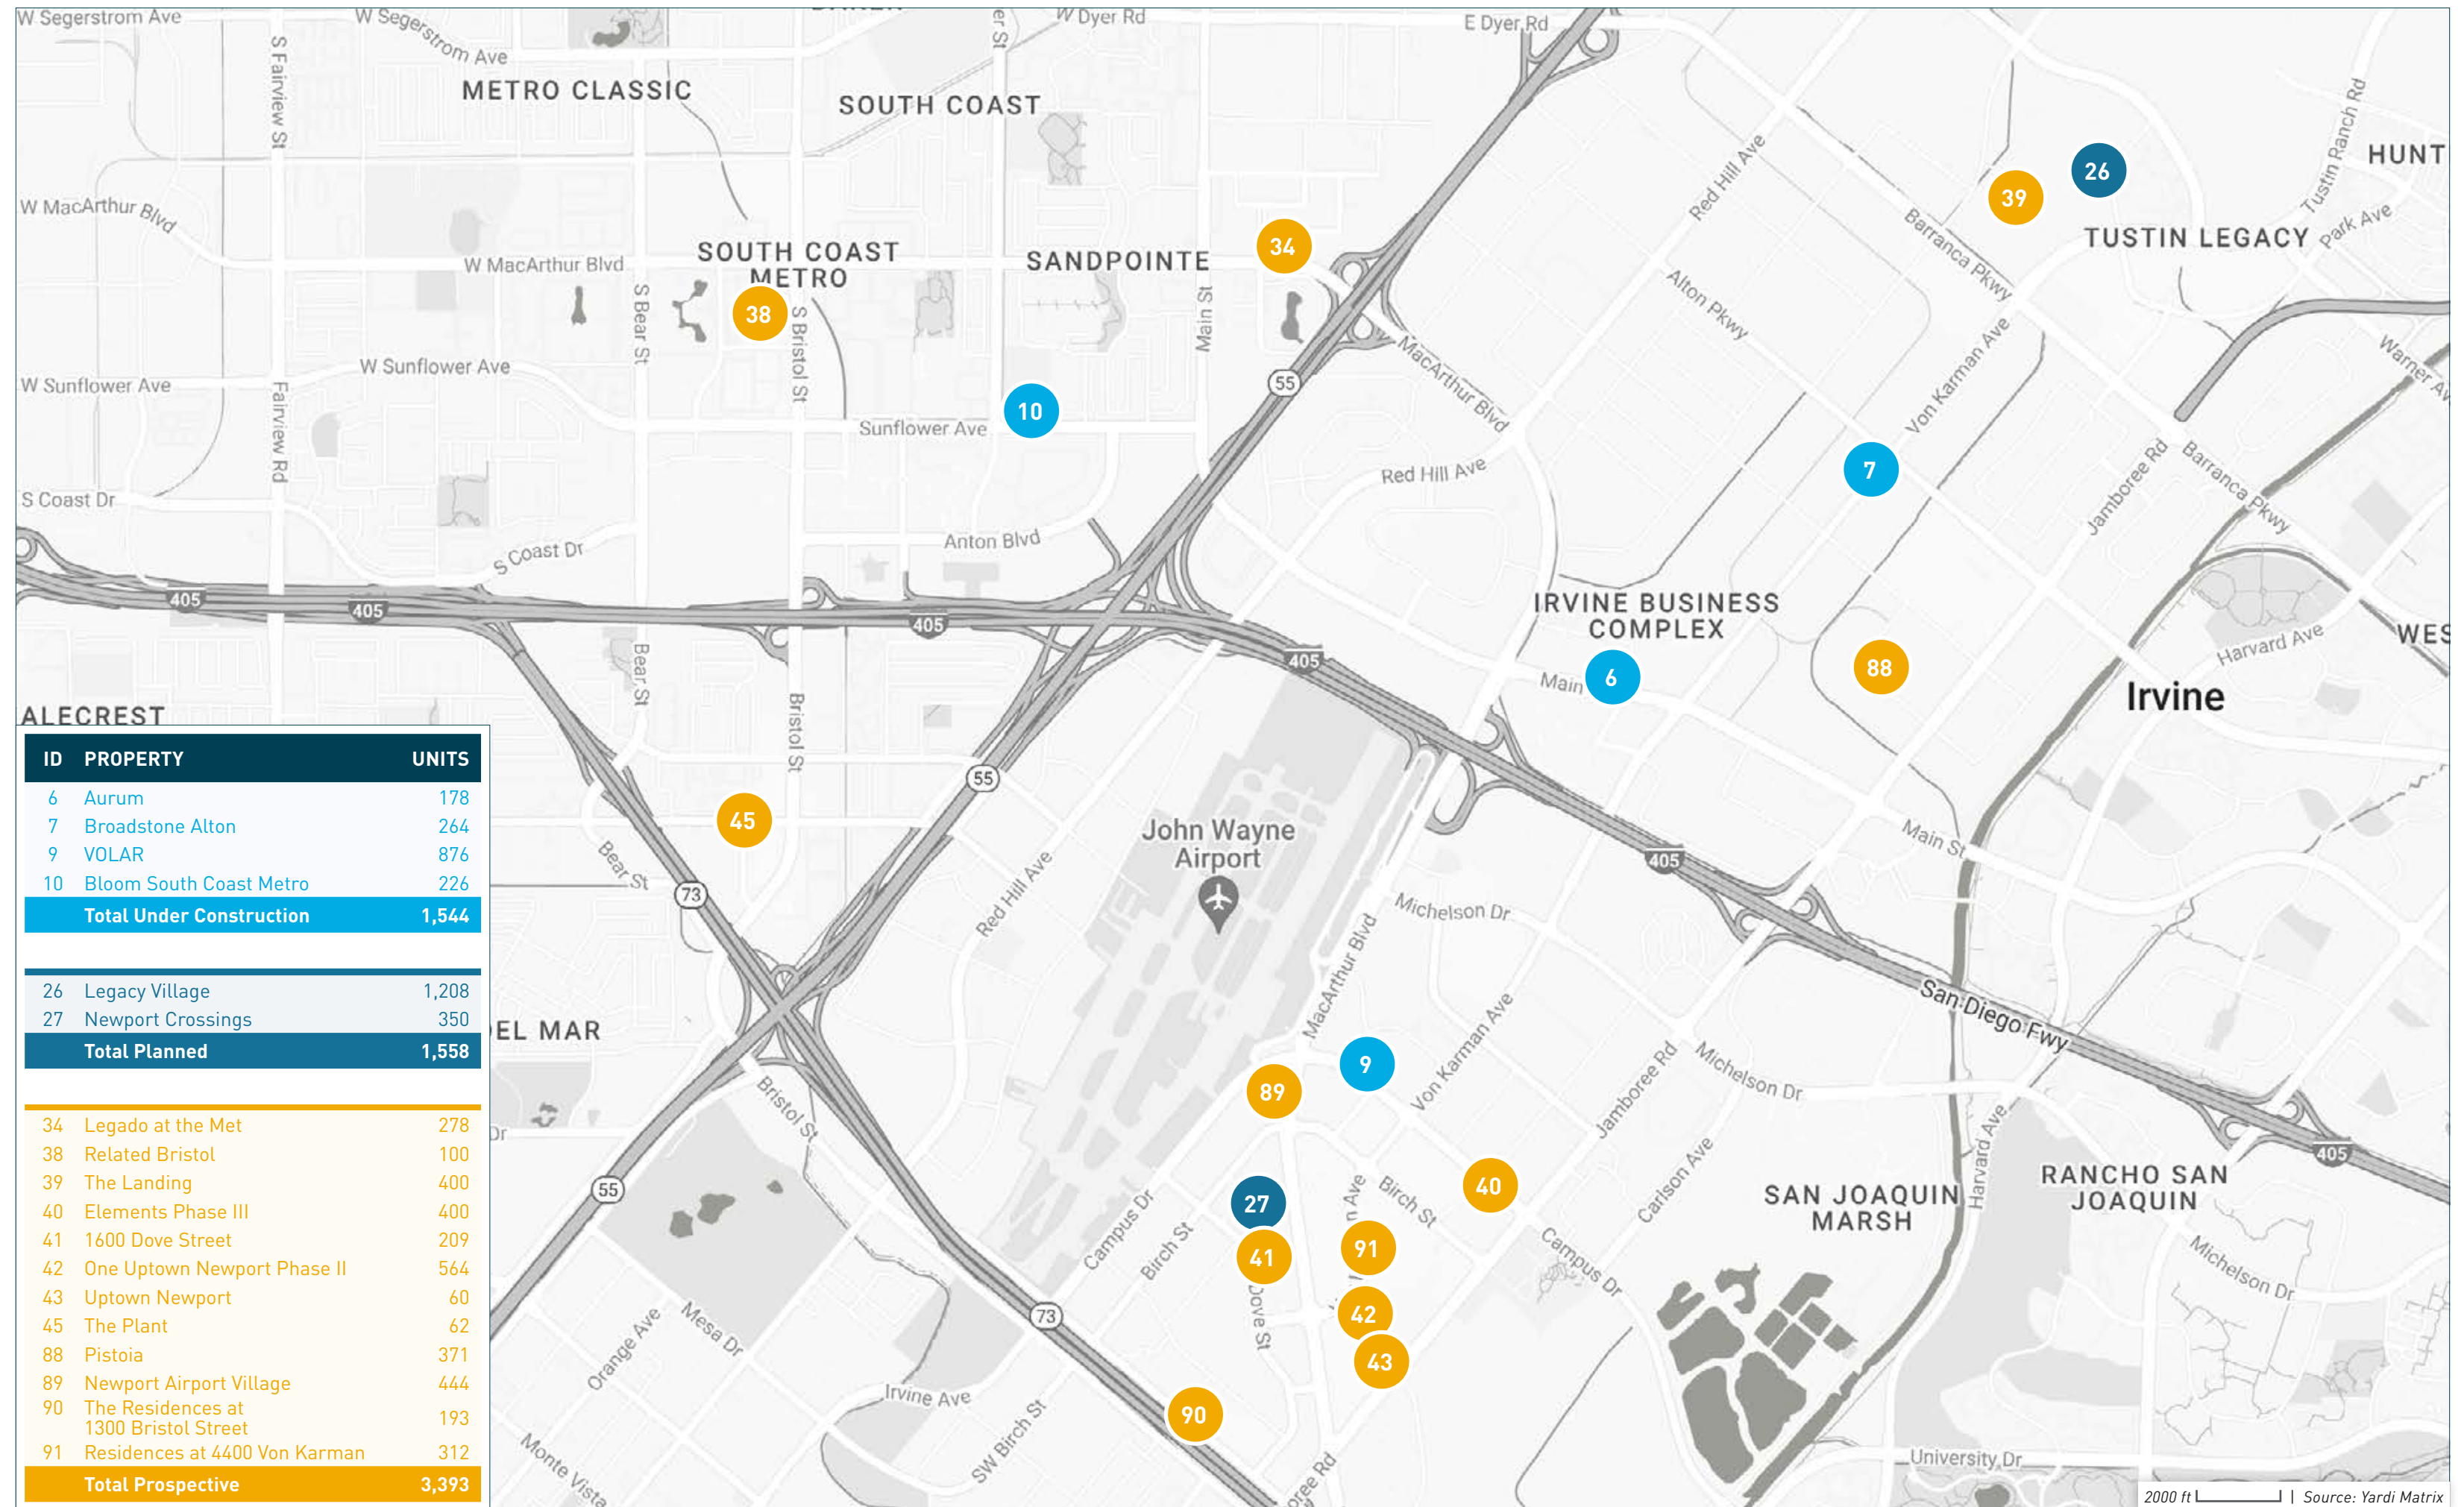 W Segerstrom Ave
W Segerstrom Ave
W Dyer Rd
E Dyer Rd
S Fairview St
METRO CLASSIC
SOUTH COAST
Red Hill Ave
Tustin Ranch Rd
HUNT
26
39
W MacArthur Blvd
W MacArthur Blvd
SOUTH COAST
METRO
SANDPOINTE
34
Barranca Pkwy
TUSTIN LEGACY
Park Ave
38
S Bear St
S Bristol St
Main St
Alton Pkwy
Von Karman Ave
W Sunflower Ave
W Sunflower Ave
Fairview Rd
10
Sunflower Ave
55
MacArthur Blvd
Warner Av
Red Hill Ave
7
Jamboree Rd
Barranca Pkwy
S Coast Dr
S Coast Dr
Anton Blvd
405
405
405
405
IRVINE BUSINESS
COMPLEX
Harvard Ave
WES
Main
6
88
Irvine
Bear St
Bristol St
ALECREST
55
45
John Wayne
Airport
Main St
405
Bear St
73
Red Hill Ave
Michelson Dr
MacArthur Blvd
San Diego Fwy
DEL MAR
Von Karman Ave
Jamboree Rd
Michelson Dr
9
89
Bristol St
Dr
55
Campus Dr
Birch St
27
41
n Ave
Birch St
40
91
Carlson Ave
Campus Dr
SAN JOAQUIN
MARSH
Harvard Ave
RANCHO SAN
JOAQUIN
405
Michelson Dr
Dove St
42
43
73
Orange Ave
Mesa Dr
Irvine Ave
90
SW Birch St
Monte Vista
oree Rd
University Dr
ID PROPERTY UNITS
6 Aurum 178
7 Broadstone Alton 264
9 VOLAR 876
10 Bloom South Coast Metro 226
Total Under Construction 1,544
26 Legacy Village 1,208
27 Newport Crossings 350
Total Planned 1,558
34 Legado at the Met 278
38 Related Bristol 100
39 The Landing 400
40 Elements Phase III 400
41 1600 Dove Street 209
42 One Uptown Newport Phase II 564
43 Uptown Newport 60
45 The Plant 62
88 Pistoia 371
89 Newport Airport Village 444
90 The Residences at
1300 Bristol Street 193
91 Residences at 4400 Von Karman 312
Total Prospective 3,393
2000 ft | Source: Yardi Matrix